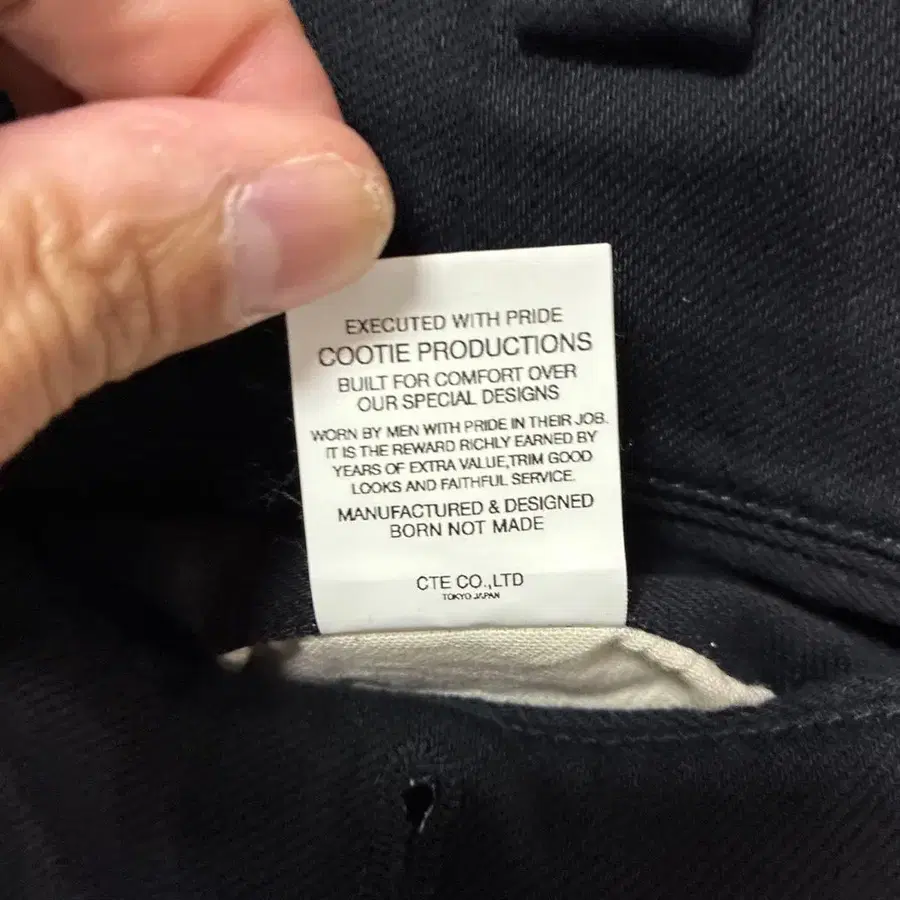 EXECUTED WITH PRIDE
COOTIE PRODUCTIONS
BUILT FOR COMFORT OVER
OUR SPECIAL DESIGNS
WORN BY MEN WITH PRIDE IN THEIR JOB.
IT IS THE REWARD RICHLY EARNED BY
YEARS OF EXTRA VALUE,TRIM GOOD
LOOKS AND FAITHFUL SERVICE.
MANUFACTURED & DESIGNED
BORN NOT MADE
CTE CO.,LTD
TOKYO JAPAN